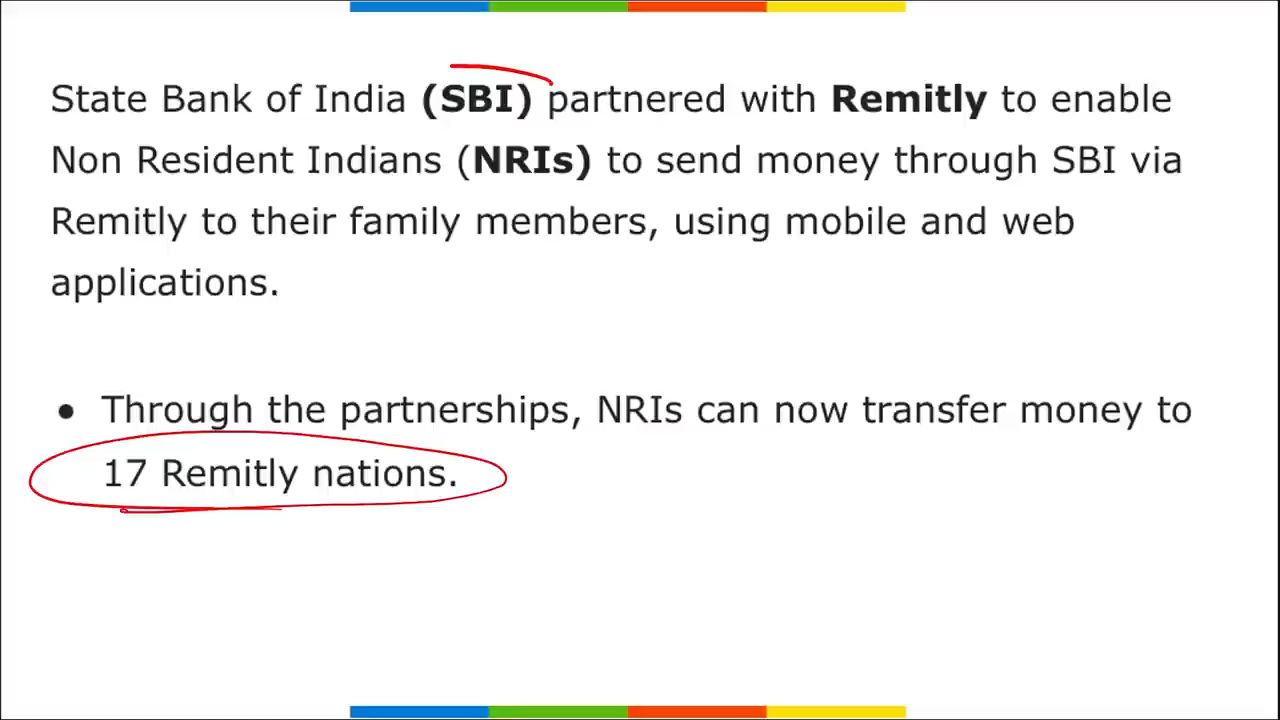 State Bank of India (SBI) partnered with Remitly to enable
Non Resident Indians (NRIs) to send money through SBI via
Remitly to their family members, using mobile and web
applications.
● Through the partnerships, NRIs can now transfer money to
17 Remitly nations.